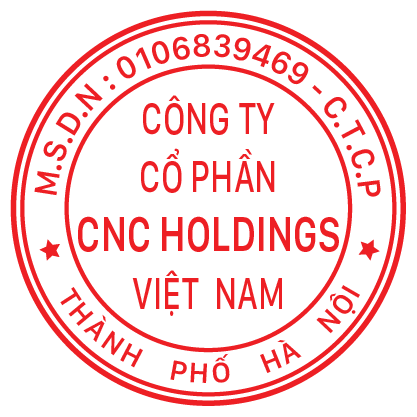 M.S.D.N : 0106839469 - C.T.C.P
CÔNG TY
CỔ PHẦN
CNC HOLDINGS
VIỆT NAM
★ THÀNH PHỐ HÀ NỘI ★